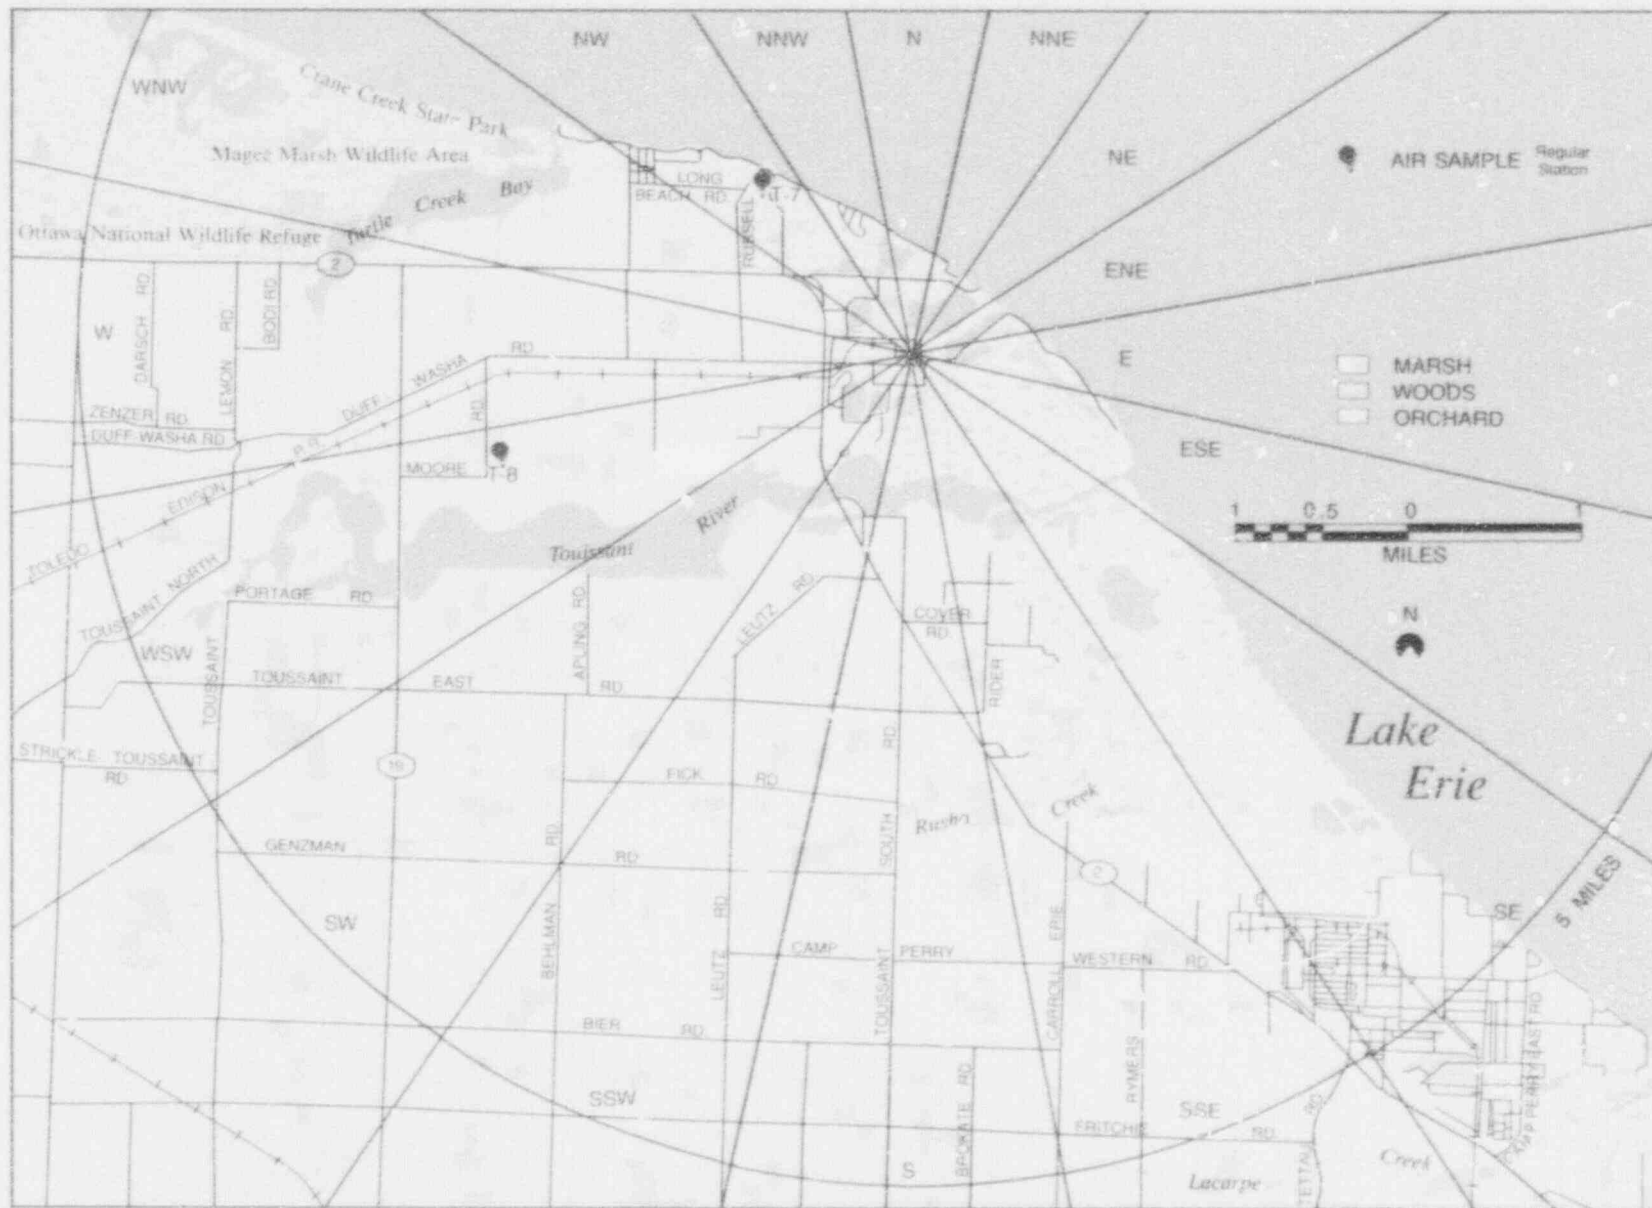 NW
NNW
N
NNE
WNW
Crane Creek State Park
Magee Marsh Wildlife Area
NE
AIR SAMPLE Regular Station
LONG
BEACH RD.
T-7
Turtle Creek Bay
Ottawa National Wildlife Refuge
RUSSELL
2
ENE
DARSCH RD
LEMON RD.
BODI RD.
W
E
MARSH
WOODS
ORCHARD
DUFF WASHA RD
RD.
ZENZER RD.
DUFF-WASHA RD.
R.R.
MOORE
T-8
ESE
EDISON
TOLEDO
River
Toussaint
1 0.5 0 1
MILES
TOUSSAINT NORTH
PORTAGE RD.
APLING RD.
LEUTZ RD.
COVER
RD.
N
WSW
TOUSSAINT
TOUSSAINT EAST RD.
RIDER
Lake
Erie
STRICKLE TOUSSAINT
RD.
19
FICK RD
RD.
Creek
GENZMAN RD.
RD.
SOUTH
2
5 MILES
SE
SW
BEHLMAN
LEUTZ RD
CAMP PERRY WESTERN RD.
CARROLL ERIE
TOUSSAINT
BIER RD.
RYMERS
PERRY EAST RD
SSW
SSE
RD.
FRITCHIE RD.
RD
S
Lacarpe
Creek